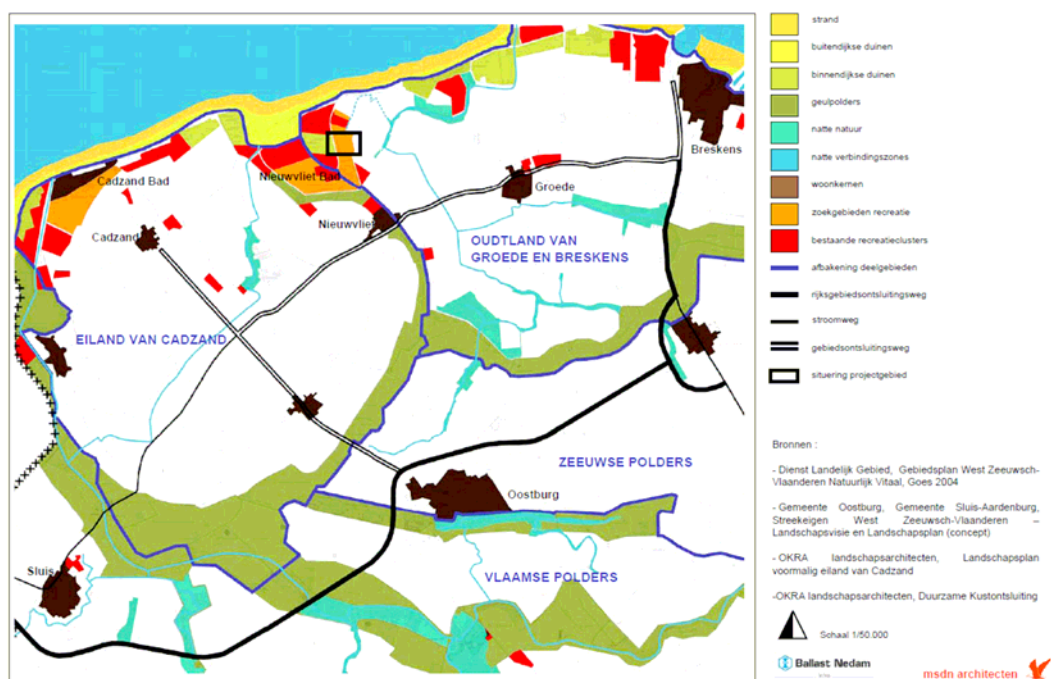 strand
buitendijkse duinen
binnendijkse duinen
geulpolders
natte natuur
natte verbindingszones
woonkernen
zoekgebieden recreatie
bestaande recreatieclusters
afbakening deelgebieden
rijksgebiedsontsluitingsweg
stroomweg
gebiedsontsluitingsweg
situering projectgebied
Breskens
Cadzand Bad
Nieuwvliet Bad
Groede
Cadzand
Nieuwvliet
OUDTLAND VAN
GROEDE EN BRESKENS
EILAND VAN CADZAND
ZEEUWSE POLDERS
Oostburg
Sluis
VLAAMSE POLDERS
Bronnen :
- Dienst Landelijk Gebied, Gebiedsplan West Zeeuwsch-
Vlaanderen Natuurlijk Vitaal, Goes 2004
- Gemeente Oostburg, Gemeente Sluis-Aardenburg,
Streekeigen West Zeeuwsch-Vlaanderen –
Landschapsvisie en Landschapsplan (concept)
- OKRA landschapsarchitecten, Landschapsplan
voormalig eiland van Cadzand
-OKRA landschapsarchitecten, Duurzame Kustontsluiting
Schaal 1/50.000
Ballast Nedam
msdn architecten